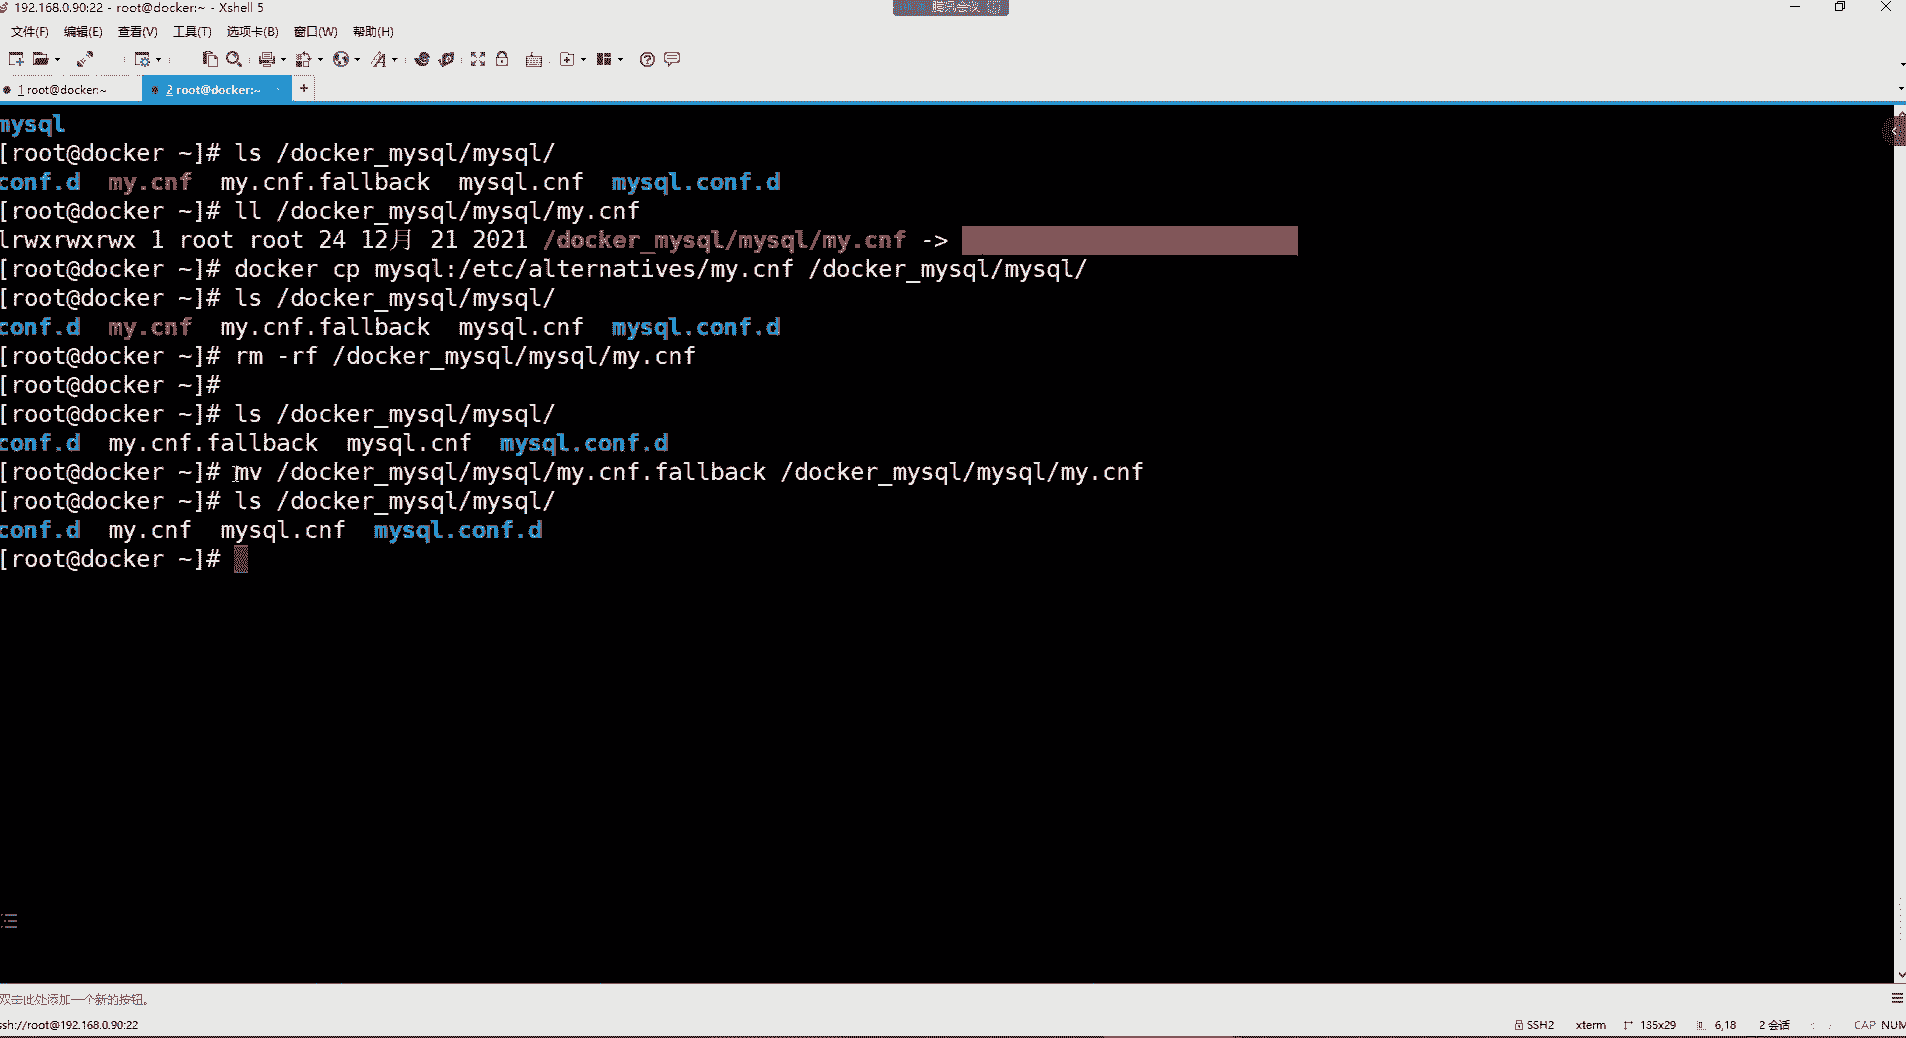 192.168.0.90:22 - root@docker:~ - Xshell 5
腾讯会议
文件(F) 编辑(E) 查看(V) 工具(T) 选项卡(B) 窗口(W) 帮助(H)
1 root@docker:~ 2 root@docker:~ +
mysql
[root@docker ~]# ls /docker_mysql/mysql/
conf.d my.cnf my.cnf.fallback mysql.cnf mysql.conf.d
[root@docker ~]# ll /docker_mysql/mysql/my.cnf
lrwxrwxrwx 1 root root 24 12月 21 2021 /docker_mysql/mysql/my.cnf ->
[root@docker ~]# docker cp mysql:/etc/alternatives/my.cnf /docker_mysql/mysql/
[root@docker ~]# ls /docker_mysql/mysql/
conf.d my.cnf my.cnf.fallback mysql.cnf mysql.conf.d
[root@docker ~]# rm -rf /docker_mysql/mysql/my.cnf
[root@docker ~]#
[root@docker ~]# ls /docker_mysql/mysql/
conf.d my.cnf.fallback mysql.cnf mysql.conf.d
[root@docker ~]# mv /docker_mysql/mysql/my.cnf.fallback /docker_mysql/mysql/my.cnf
[root@docker ~]# ls /docker_mysql/mysql/
conf.d my.cnf mysql.cnf mysql.conf.d
[root@docker ~]#
双击此处添加一个新的按钮。
ssh://root@192.168.0.90:22 SSH2 xterm 135x29 6,18 2 会话 CAP NUM